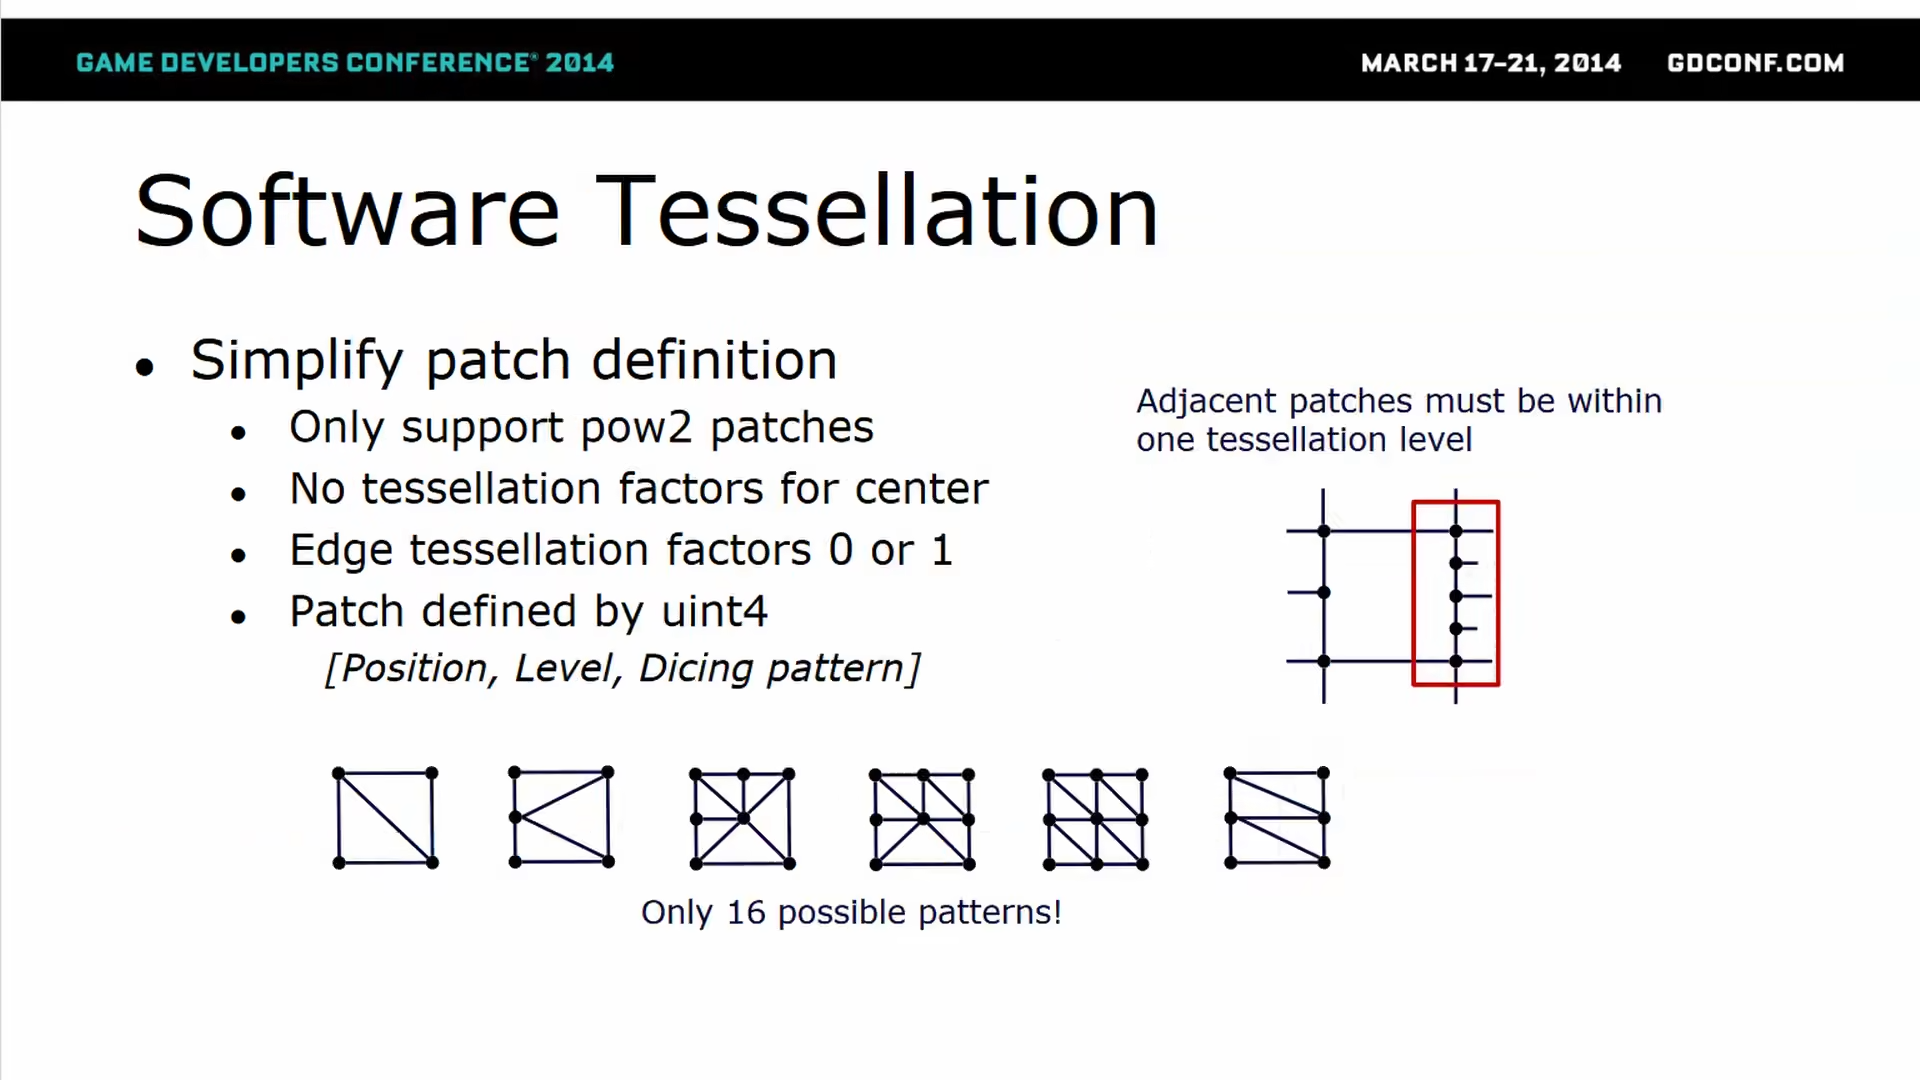 GAME DEVELOPERS CONFERENCE® 2014
MARCH 17–21, 2014 GDCONF.COM
Software Tessellation
• Simplify patch definition
• Only support pow2 patches
• No tessellation factors for center
• Edge tessellation factors 0 or 1
• Patch defined by uint4
[Position, Level, Dicing pattern]
Adjacent patches must be within
one tessellation level
Only 16 possible patterns!